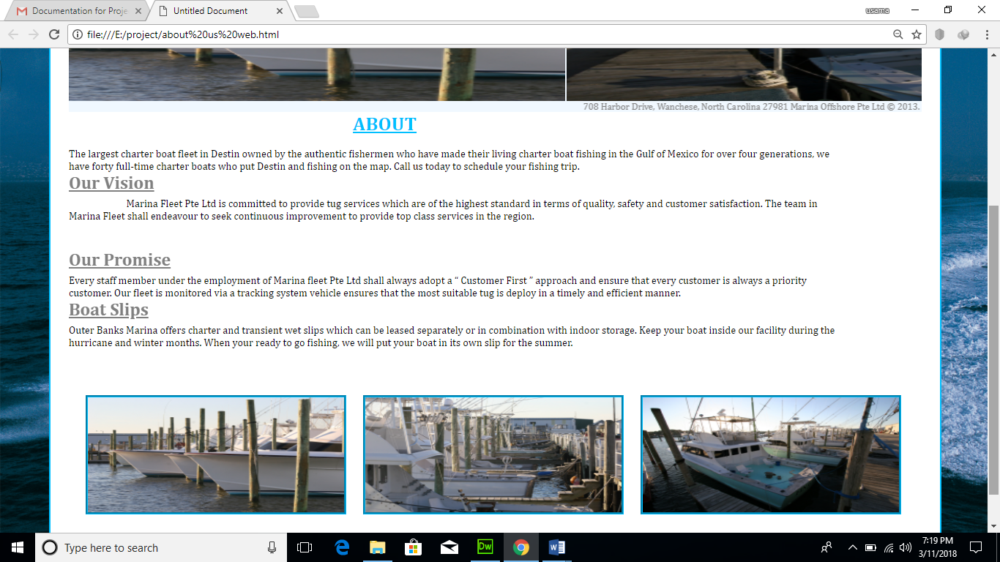 Documentation for Proje
Untitled Document
usama
file:///E:/project/about%20us%20web.html
708 Harbor Drive, Wanchese, North Carolina 27981 Marina Offshore Pte Ltd © 2013.
ABOUT
The largest charter boat fleet in Destin owned by the authentic fishermen who have made their living charter boat fishing in the Gulf of Mexico for over four generations, we
have forty full-time charter boats who put Destin and fishing on the map. Call us today to schedule your fishing trip.
Our Vision
Marina Fleet Pte Ltd is committed to provide tug services which are of the highest standard in terms of quality, safety and customer satisfaction. The team in
Marina Fleet shall endeavour to seek continuous improvement to provide top class services in the region.
Our Promise
Every staff member under the employment of Marina fleet Pte Ltd shall always adopt a “ Customer First ” approach and ensure that every customer is always a priority
customer. Our fleet is monitored via a tracking system vehicle ensures that the most suitable tug is deploy in a timely and efficient manner.
Boat Slips
Outer Banks Marina offers charter and transient wet slips which can be leased separately or in combination with indoor storage. Keep your boat inside our facility during the
hurricane and winter months. When your ready to go fishing, we will put your boat in its own slip for the summer.
Type here to search
Dw
7:19 PM
3/11/2018